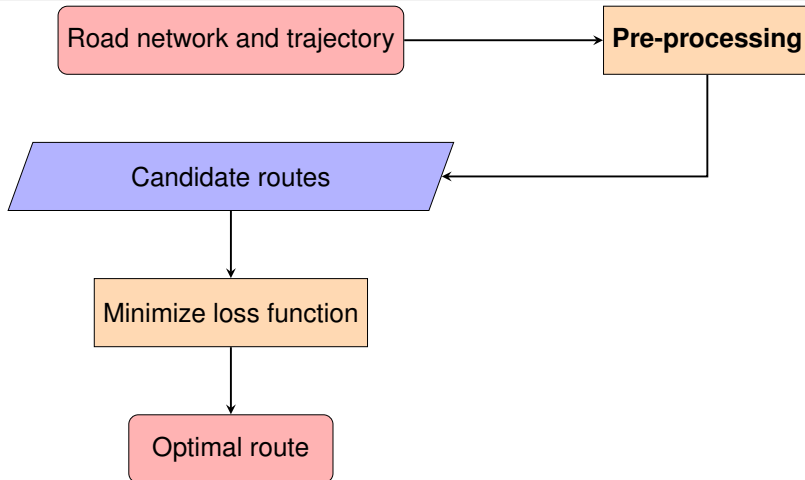 Road network and trajectory
Pre-processing
Candidate routes
Minimize loss function
Optimal route